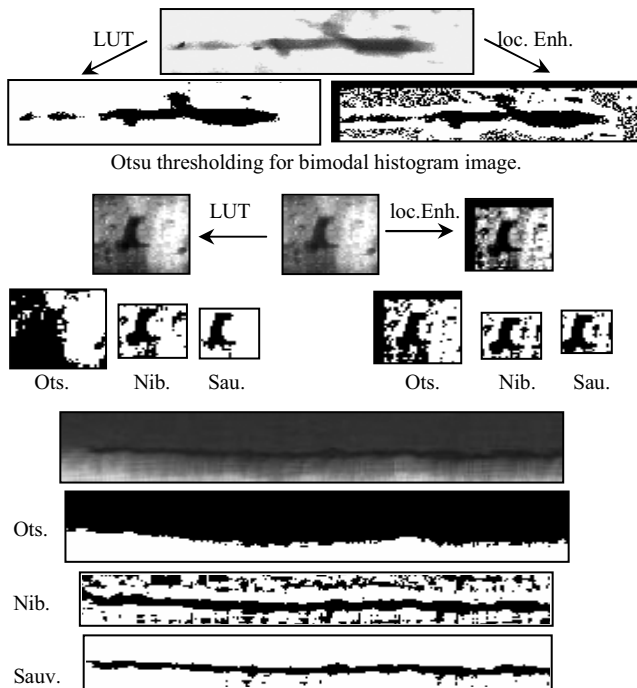 LUT
loc. Enh.
Otsu thresholding for bimodal histogram image.
LUT
loc.Enh.
Ots. Nib. Sau. Ots. Nib. Sau.
Ots.
Nib.
Sauv.